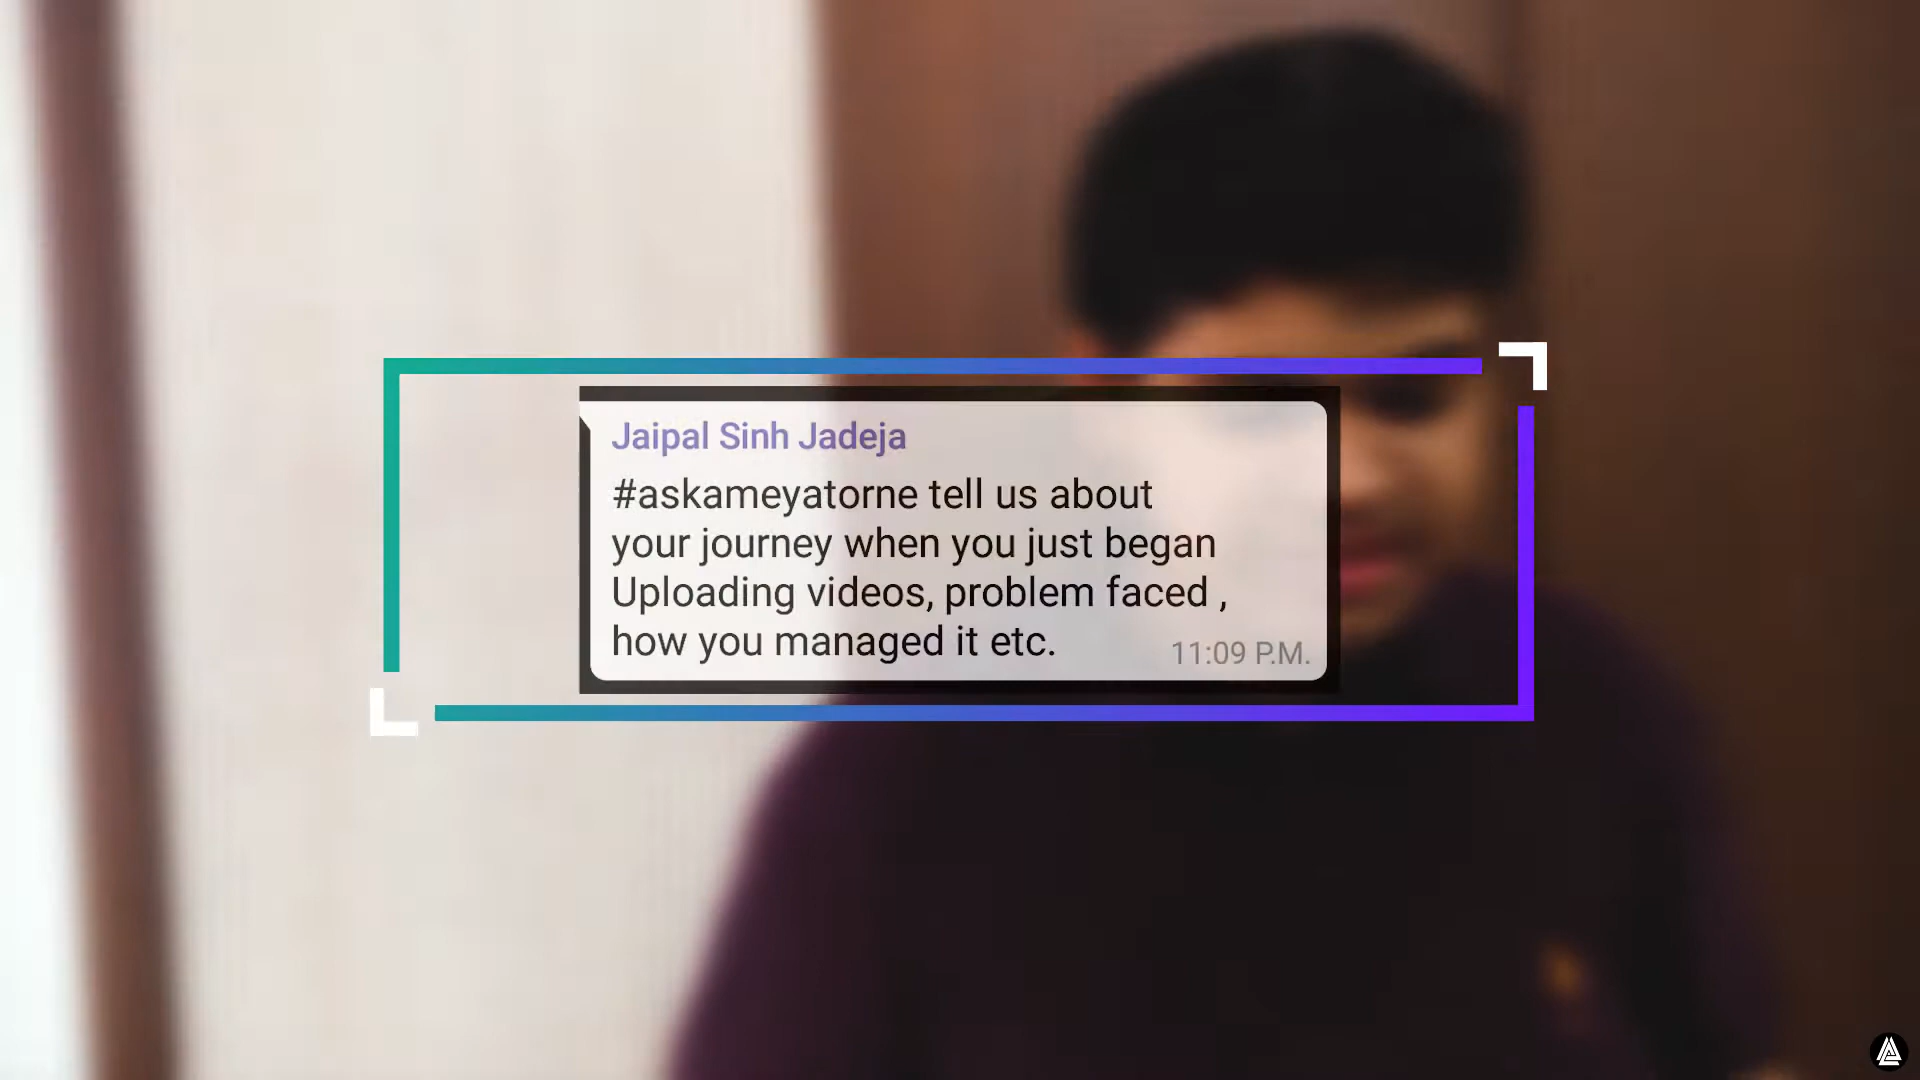 Jaipal Sinh Jadeja
#askameyatorne tell us about
your journey when you just began
Uploading videos, problem faced ,
how you managed it etc.
11:09 P.M.